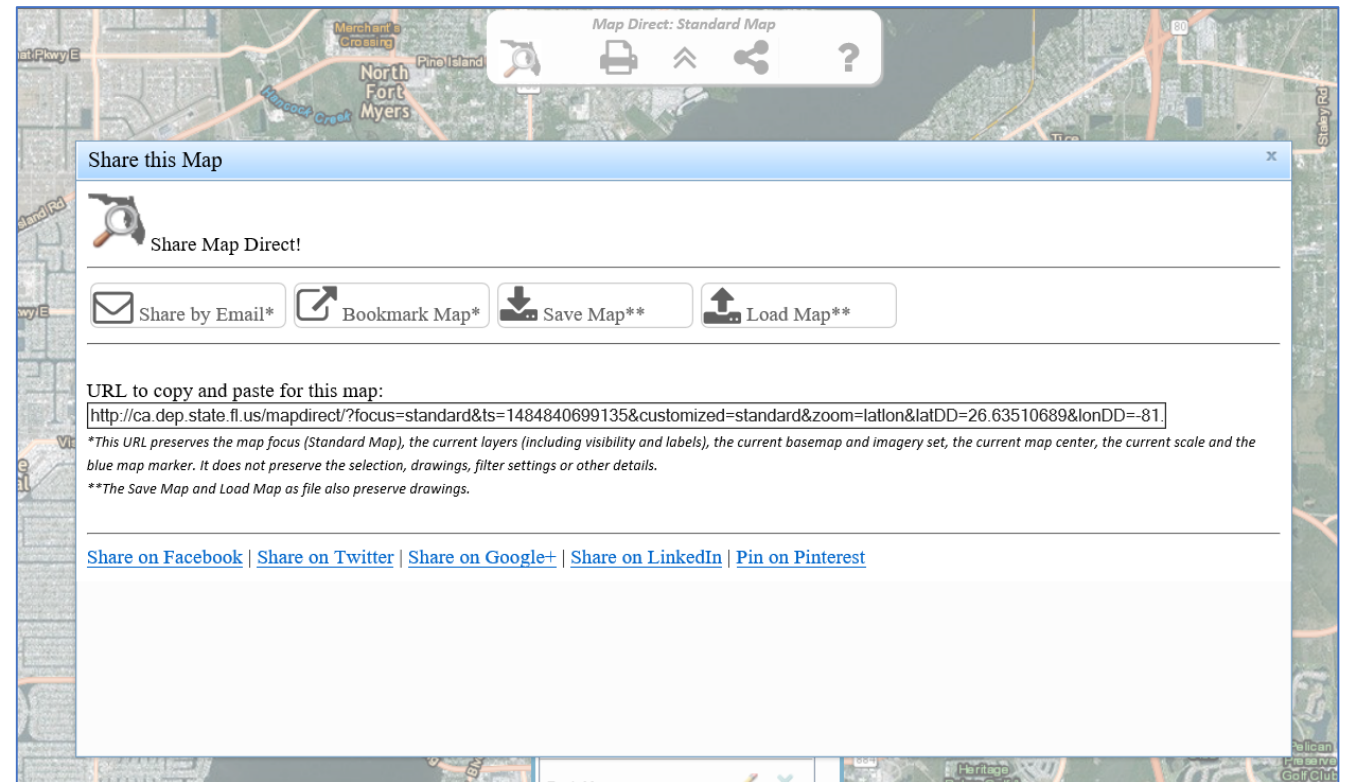 Map Direct: Standard Map
Merchant's
Crossing
80
Pine Island
North
Fort
Myers
Hancock Creek
?
Staley Rd
Tice
Share this Map
x
Share Map Direct!
Share by Email*
Bookmark Map*
Save Map**
Load Map**
URL to copy and paste for this map:
http://ca.dep.state.fl.us/mapdirect/?focus=standard&ts=1484840699135&customized=standard&zoom=latlon&latDD=26.63510689&lonDD=-81.
*This URL preserves the map focus (Standard Map), the current layers (including visibility and labels), the current basemap and imagery set, the current map center, the current scale and the
blue map marker. It does not preserve the selection, drawings, filter settings or other details.
**The Save Map and Load Map as file also preserve drawings.
Share on Facebook | Share on Twitter | Share on Google+ | Share on LinkedIn | Pin on Pinterest
Pelican
Preserve
Golf Club
Heritage